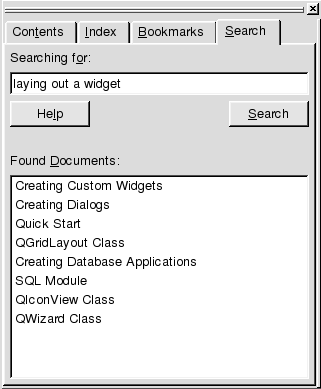 Contents Index Bookmarks Search
Searching for:
laying out a widget
Help Search
Found Documents:
Creating Custom Widgets
Creating Dialogs
Quick Start
QGridLayout Class
Creating Database Applications
SQL Module
QIconView Class
QWizard Class